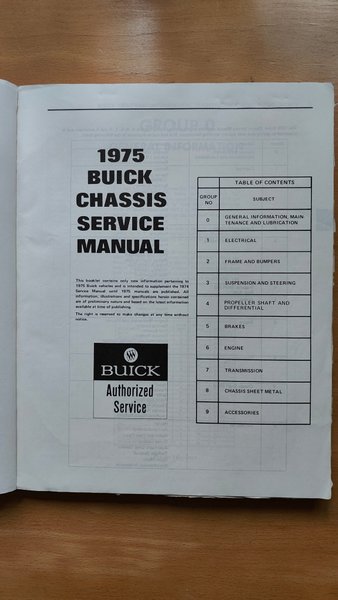 1975
BUICK
CHASSIS
SERVICE
MANUAL
This booklet contains only new information pertaining to
1975 Buick vehicles and is intended to supplement the 1974
Service Manual until 1975 manuals are published. All
information, illustrations and specifications herein contained
are of preliminary nature and based on the latest information
available at time of publishing.
The right is reserved to make changes at any time without
notice.
BUICK
Authorized
Service
TABLE OF CONTENTS
GROUP
NO
SUBJECT
0 GENERAL INFORMATION, MAIN
TENANCE AND LUBRICATION
1 ELECTRICAL
2 FRAME AND BUMPERS
3 SUSPENSION AND STEERING
4 PROPELLER SHAFT AND
DIFFERENTIAL
5 BRAKES
6 ENGINE
7 TRANSMISSION
8 CHASSIS SHEET METAL
9 ACCESSORIES